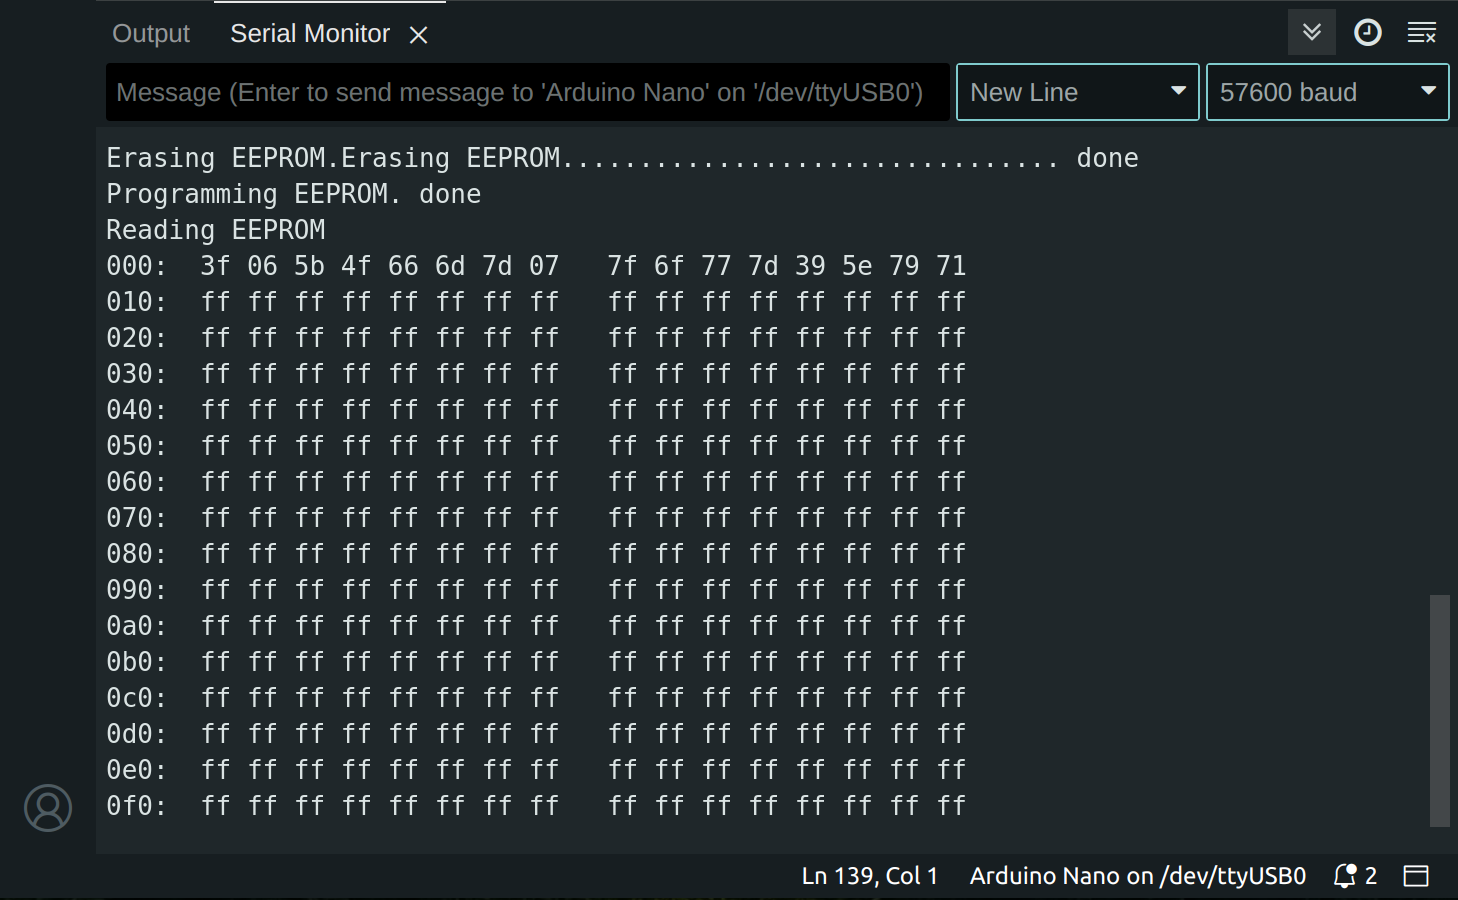 Output Serial Monitor
Message (Enter to send message to 'Arduino Nano' on '/dev/ttyUSB0') New Line 57600 baud
Erasing EEPROM.Erasing EEPROM................................ done
Programming EEPROM. done
Reading EEPROM
000:  3f 06 5b 4f 66 6d 7d 07   7f 6f 77 7d 39 5e 79 71
010:  ff ff ff ff ff ff ff ff   ff ff ff ff ff ff ff ff
020:  ff ff ff ff ff ff ff ff   ff ff ff ff ff ff ff ff
030:  ff ff ff ff ff ff ff ff   ff ff ff ff ff ff ff ff
040:  ff ff ff ff ff ff ff ff   ff ff ff ff ff ff ff ff
050:  ff ff ff ff ff ff ff ff   ff ff ff ff ff ff ff ff
060:  ff ff ff ff ff ff ff ff   ff ff ff ff ff ff ff ff
070:  ff ff ff ff ff ff ff ff   ff ff ff ff ff ff ff ff
080:  ff ff ff ff ff ff ff ff   ff ff ff ff ff ff ff ff
090:  ff ff ff ff ff ff ff ff   ff ff ff ff ff ff ff ff
0a0:  ff ff ff ff ff ff ff ff   ff ff ff ff ff ff ff ff
0b0:  ff ff ff ff ff ff ff ff   ff ff ff ff ff ff ff ff
0c0:  ff ff ff ff ff ff ff ff   ff ff ff ff ff ff ff ff
0d0:  ff ff ff ff ff ff ff ff   ff ff ff ff ff ff ff ff
0e0:  ff ff ff ff ff ff ff ff   ff ff ff ff ff ff ff ff
0f0:  ff ff ff ff ff ff ff ff   ff ff ff ff ff ff ff ff
Ln 139, Col 1 Arduino Nano on /dev/ttyUSB0 2